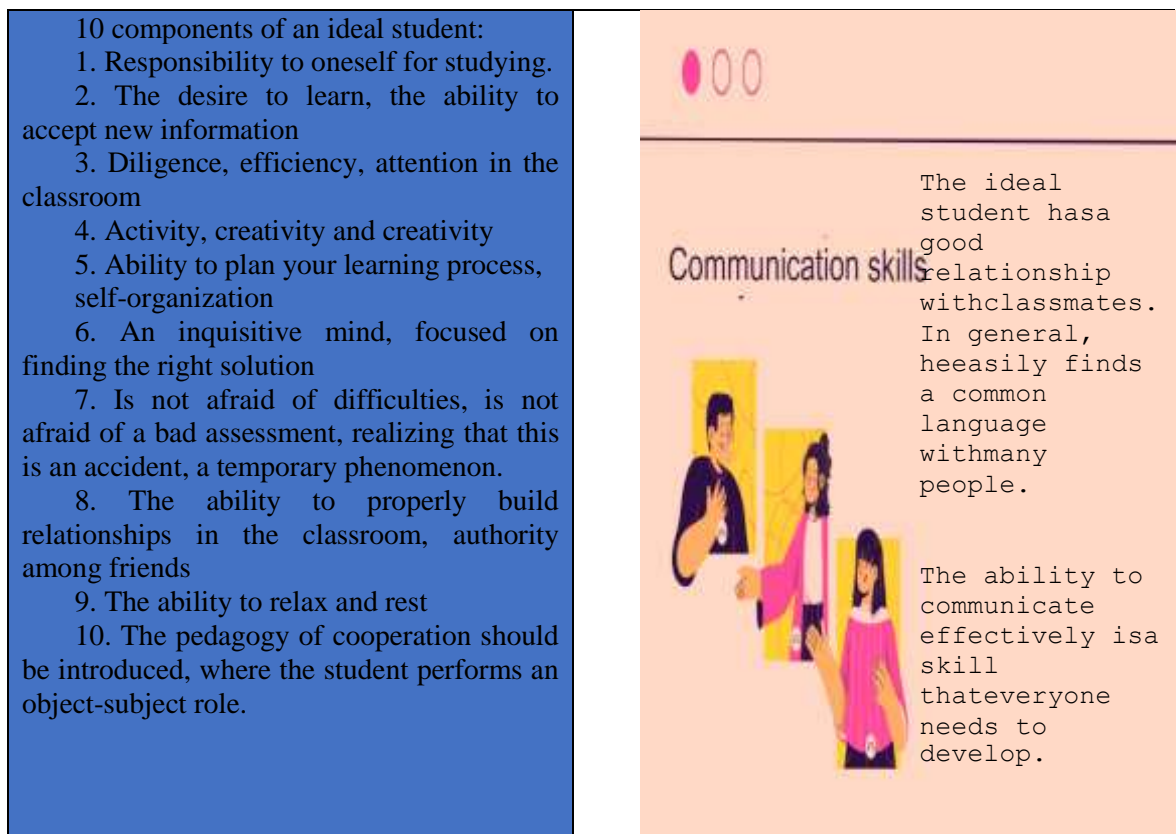 10 components of an ideal student:
1. Responsibility to oneself for studying.
2. The desire to learn, the ability to
accept new information
3. Diligence, efficiency, attention in the
classroom
4. Activity, creativity and creativity
5. Ability to plan your learning process,
self-organization
6. An inquisitive mind, focused on
finding the right solution
7. Is not afraid of difficulties, is not
afraid of a bad assessment, realizing that this
is an accident, a temporary phenomenon.
8. The ability to properly build
relationships in the classroom, authority
among friends
9. The ability to relax and rest
10. The pedagogy of cooperation should
be introduced, where the student performs an
object-subject role.
Communication skills
The ideal
student hasa
good
relationship
withclassmates.
In general,
heeasily finds
a common
language
withmany
people.
The ability to
communicate
effectively isa
skill
thateveryone
needs to
develop.